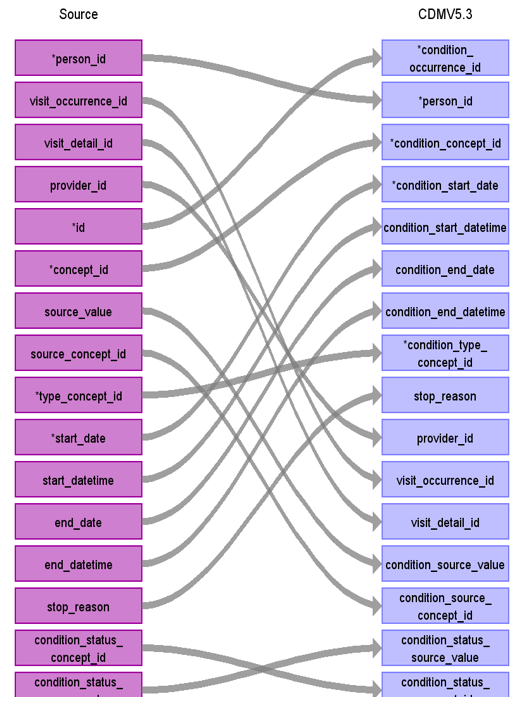 Source
CDMV5.3
*person_id
visit_occurrence_id
visit_detail_id
provider_id
*id
*concept_id
source_value
source_concept_id
*type_concept_id
*start_date
start_datetime
end_date
end_datetime
stop_reason
condition_status_
concept_id
condition_status_
*condition_
occurrence_id
*person_id
*condition_concept_id
*condition_start_date
condition_start_datetime
condition_end_date
condition_end_datetime
*condition_type_
concept_id
stop_reason
provider_id
visit_occurrence_id
visit_detail_id
condition_source_value
condition_source_
concept_id
condition_status_
source_value
condition_status_